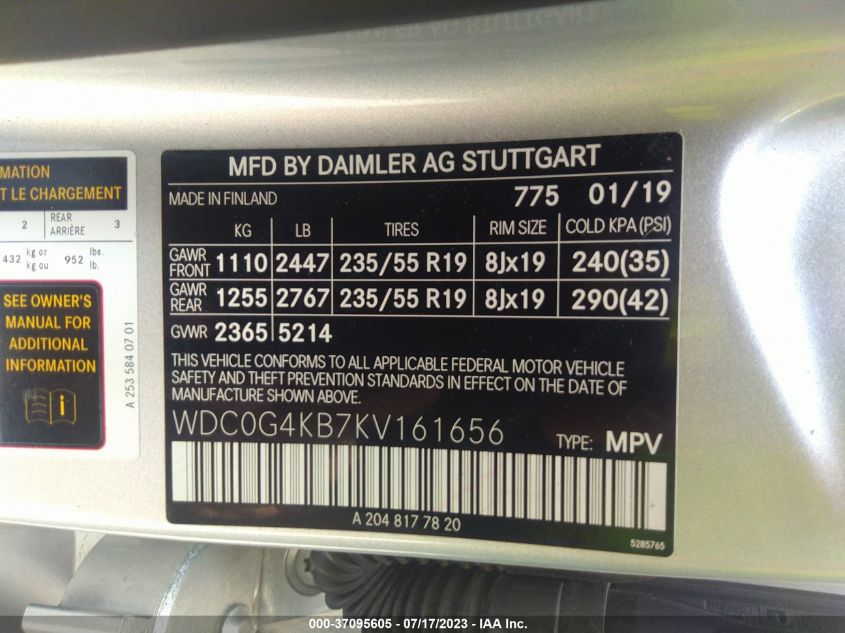 MATION
T LE CHARGEMENT
2 REAR ARRIÈRE 3
432 kg or kg ou 952 lbs. lb.
SEE OWNER'S
MANUAL FOR
ADDITIONAL
INFORMATION
A 253 584 07 01
MFD BY DAIMLER AG STUTTGART
MADE IN FINLAND 775 01/19
KG LB TIRES RIM SIZE COLD KPA (PSI)
GAWR FRONT 1110 2447 235/55 R19 8Jx19 240(35)
GAWR REAR 1255 2767 235/55 R19 8Jx19 290(42)
GVWR 2365 5214
THIS VEHICLE CONFORMS TO ALL APPLICABLE FEDERAL MOTOR VEHICLE
SAFETY AND THEFT PREVENTION STANDARDS IN EFFECT ON THE DATE OF
MANUFACTURE SHOWN ABOVE.
WDC0G4KB7KV161656 TYPE: MPV
A 204 817 78 20
5285765
000-37095605 - 07/17/2023 - IAA Inc.